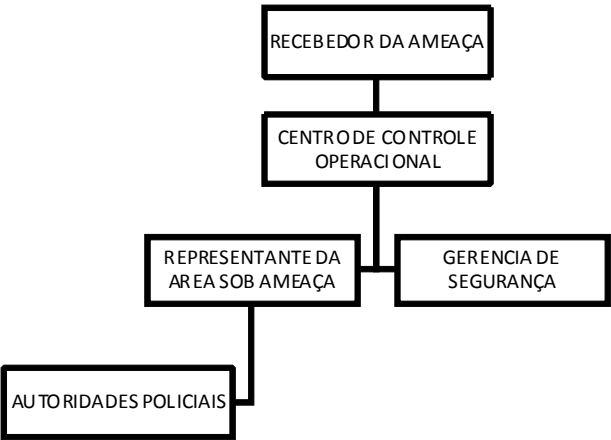 RECEBEDOR DA AMEAÇA
CENTRO DE CONTROLE
OPERACIONAL
REPRESENTANTE DA
AREA SOB AMEAÇA
GERENCIA DE
SEGURANÇA
AUTORIDADES POLICIAIS